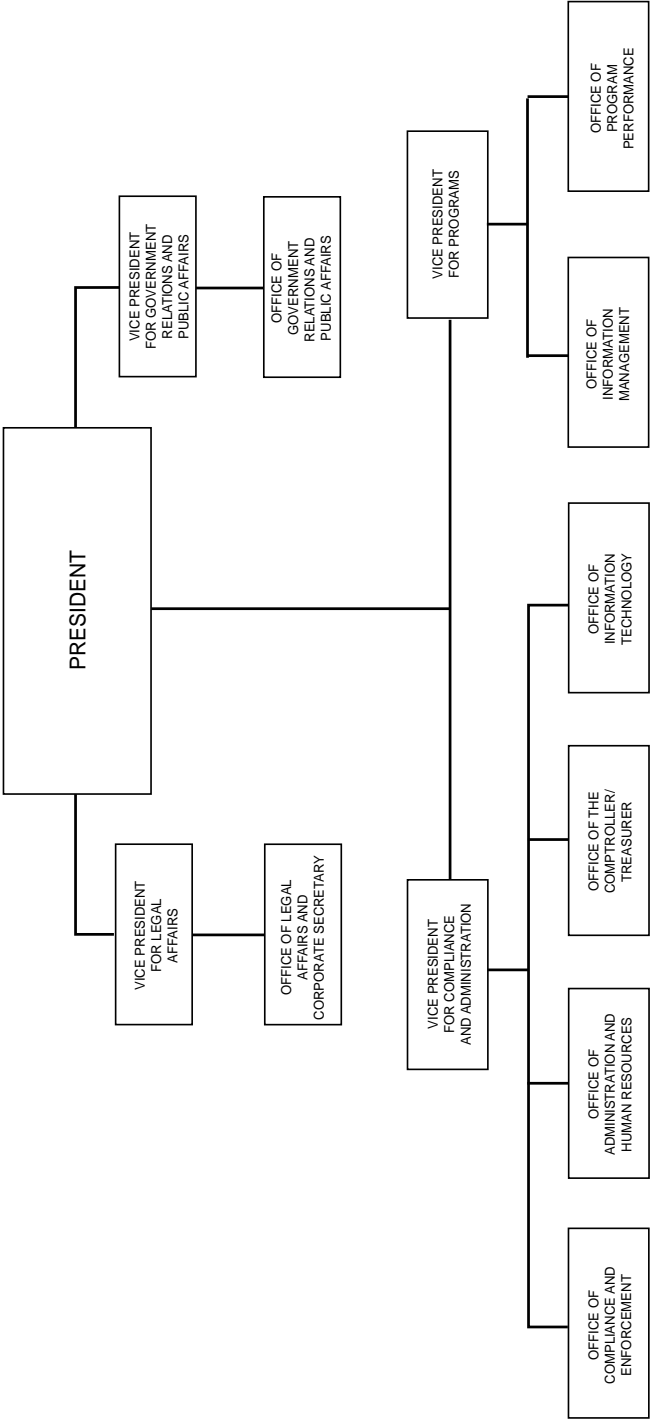 PRESIDENT
VICE PRESIDENT
FOR LEGAL
AFFAIRS
VICE PRESIDENT
FOR GOVERNMENT
RELATIONS AND
PUBLIC AFFAIRS
OFFICE OF LEGAL
AFFAIRS AND
CORPORATE SECRETARY
OFFICE OF
GOVERNMENT
RELATIONS AND
PUBLIC AFFAIRS
VICE PRESIDENT
FOR COMPLIANCE
AND ADMINISTRATION
VICE PRESIDENT
FOR PROGRAMS
OFFICE OF
COMPLIANCE AND
ENFORCEMENT
OFFICE OF
ADMINISTRATION AND
HUMAN RESOURCES
OFFICE OF THE
COMPTROLLER/
TREASURER
OFFICE OF
INFORMATION
TECHNOLOGY
OFFICE OF
INFORMATION
MANAGEMENT
OFFICE OF
PROGRAM
PERFORMANCE